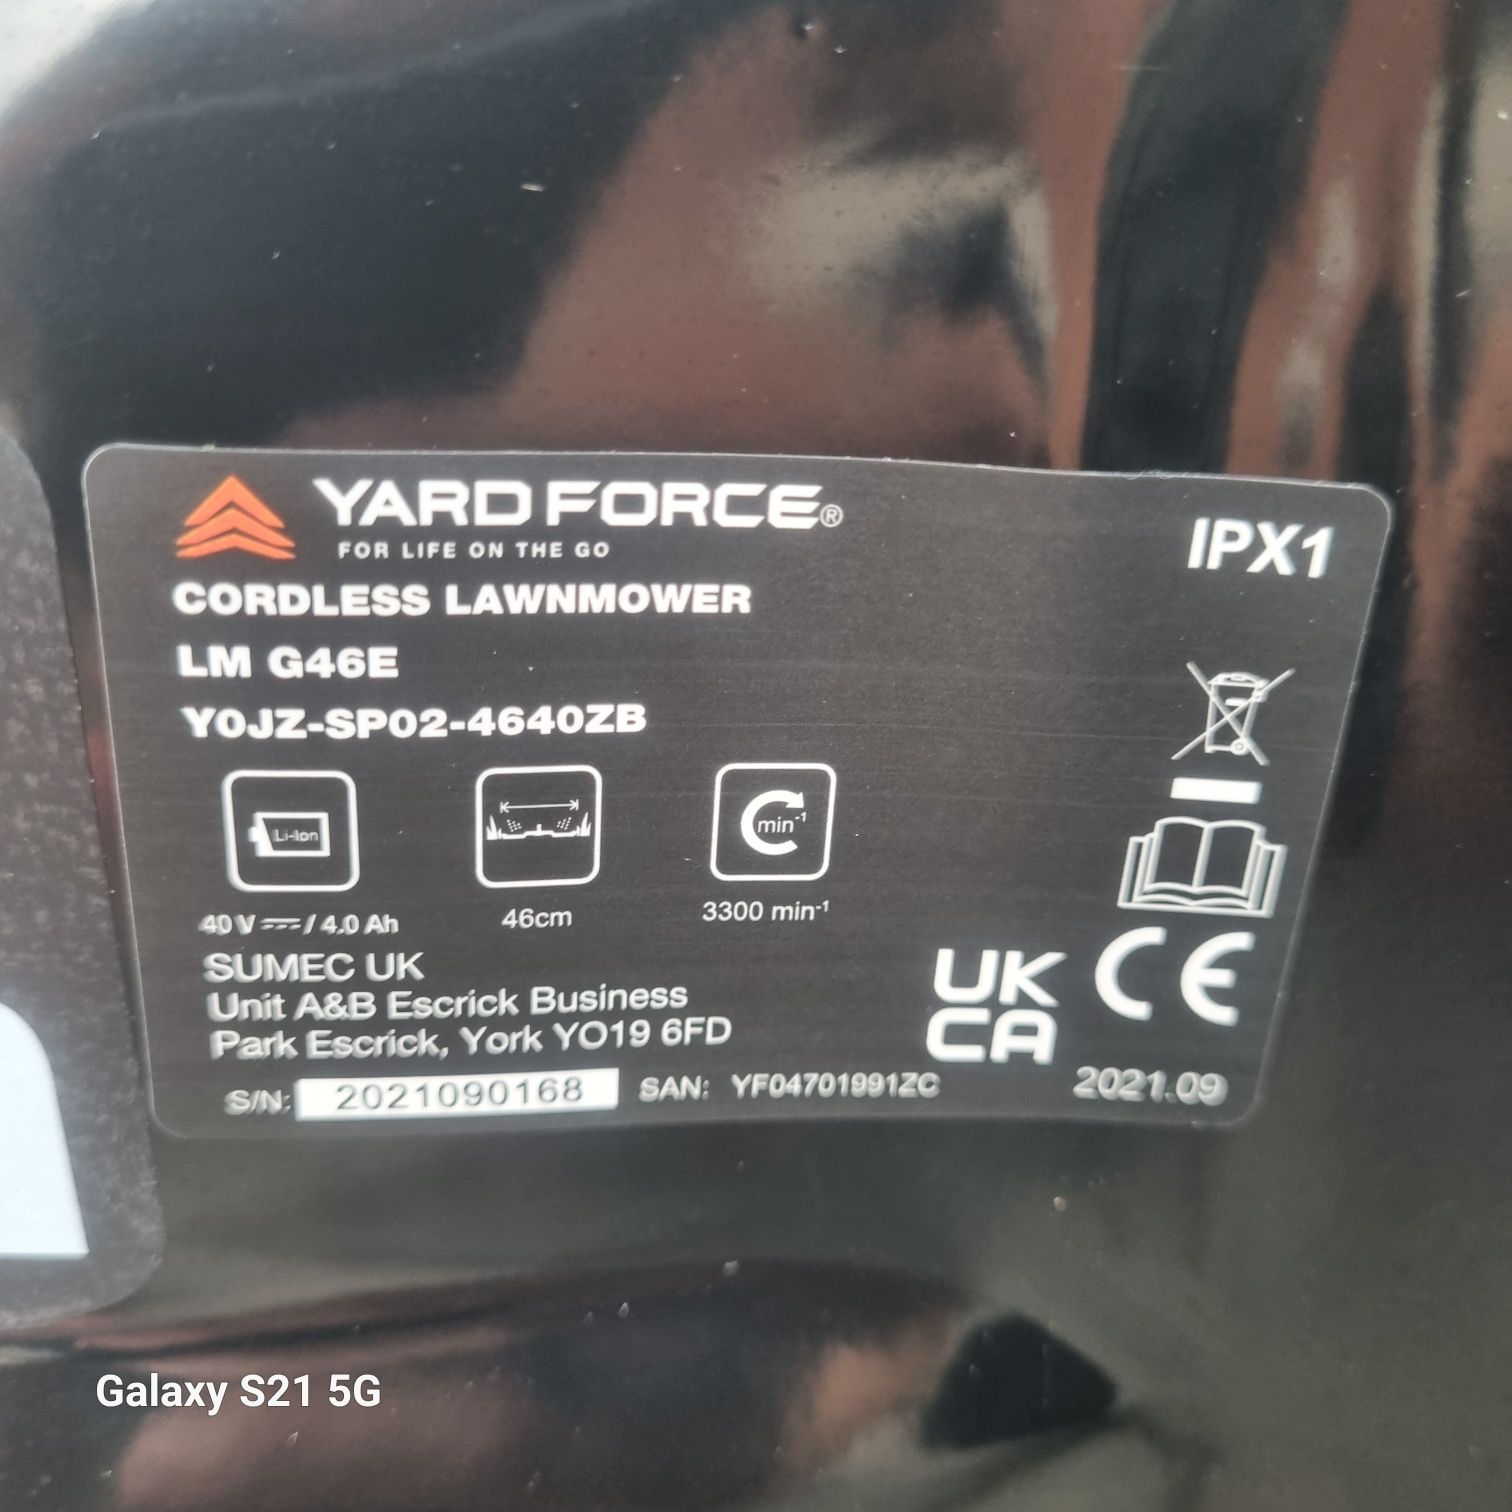 YARD FORCE®
FOR LIFE ON THE GO
IPX1
CORDLESS LAWNMOWER
LM G46E
Y0JZ-SP02-4640ZB
Li-Ion
min⁻¹
40 V ⎓ / 4.0 Ah
46cm
3300 min⁻¹
SUMEC UK
Unit A&B Escrick Business
Park Escrick, York YO19 6FD
UK
CA
CE
S/N: 2021090168 SAN: YF04701991ZC 2021.09
Galaxy S21 5G